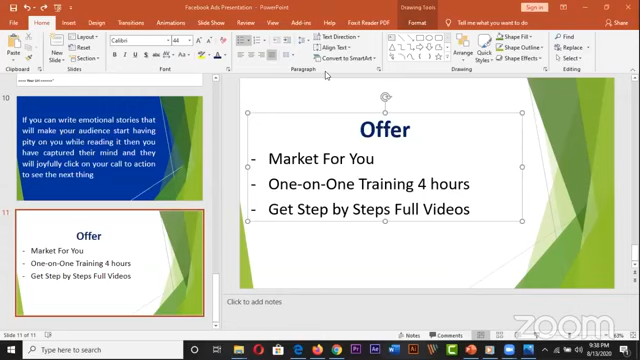 Facebook Ads Presentation - PowerPoint
Drawing Tools
Sign in
File Home Insert Design Transitions Animations Slide Show Review View Add-ins Help Foxit Reader PDF Format Tell me what you want to do
Share
Paste
New Slide
Layout
Reset
Section
Calibri
44
Text Direction
Align Text
Convert to SmartArt
Arrange
Quick Styles
Shape Fill
Shape Outline
Shape Effects
Find
Replace
Select
Clipboard Slides Font Paragraph Drawing Editing
10
If you can write emotional stories that
will make your audience start having
pity on you while reading it then you
have captured their mind and they
will joyfully click on your call to action
to see the next thing
11
Offer
- Market For You
- One-on-One Training 4 hours
- Get Step by Steps Full Videos
Offer
- Market For You
- One-on-One Training 4 hours
- Get Step by Steps Full Videos
Click to add notes
Slide 11 of 11
Notes
Comments
zoom
Type here to search
9:38 PM
8/13/2020